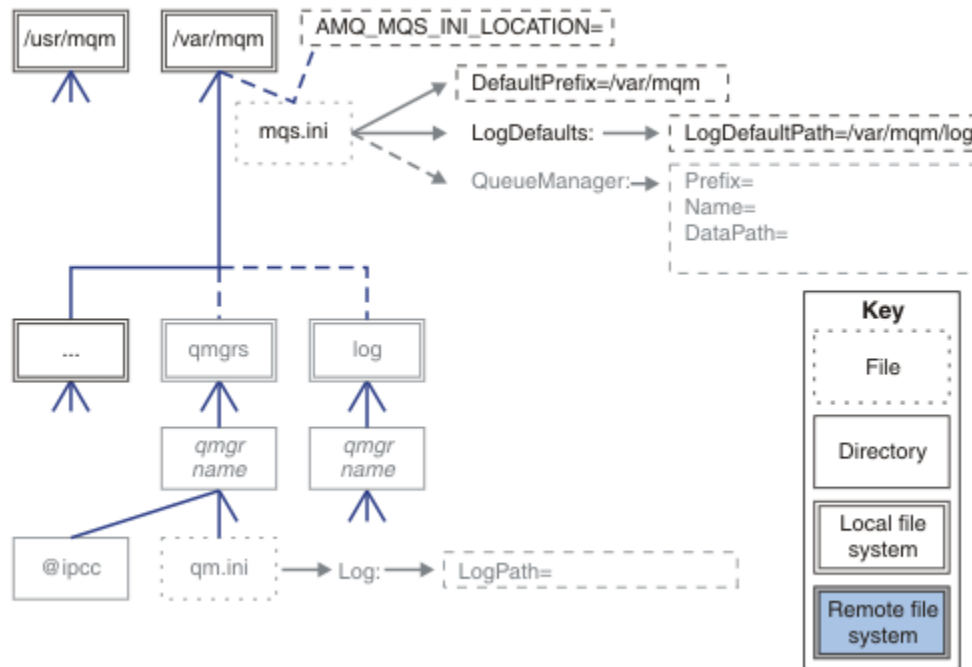 /usr/mqm
/var/mqm
AMQ_MQS_INI_LOCATION=
mqs.ini
DefaultPrefix=/var/mqm
LogDefaults:
LogDefaultPath=/var/mqm/log
QueueManager:
Prefix=
Name=
DataPath=
...
qmgrs
log
qmgr
name
qmgr
name
@ipcc
qm.ini
Log:
LogPath=
Key
File
Directory
Local file
system
Remote file
system